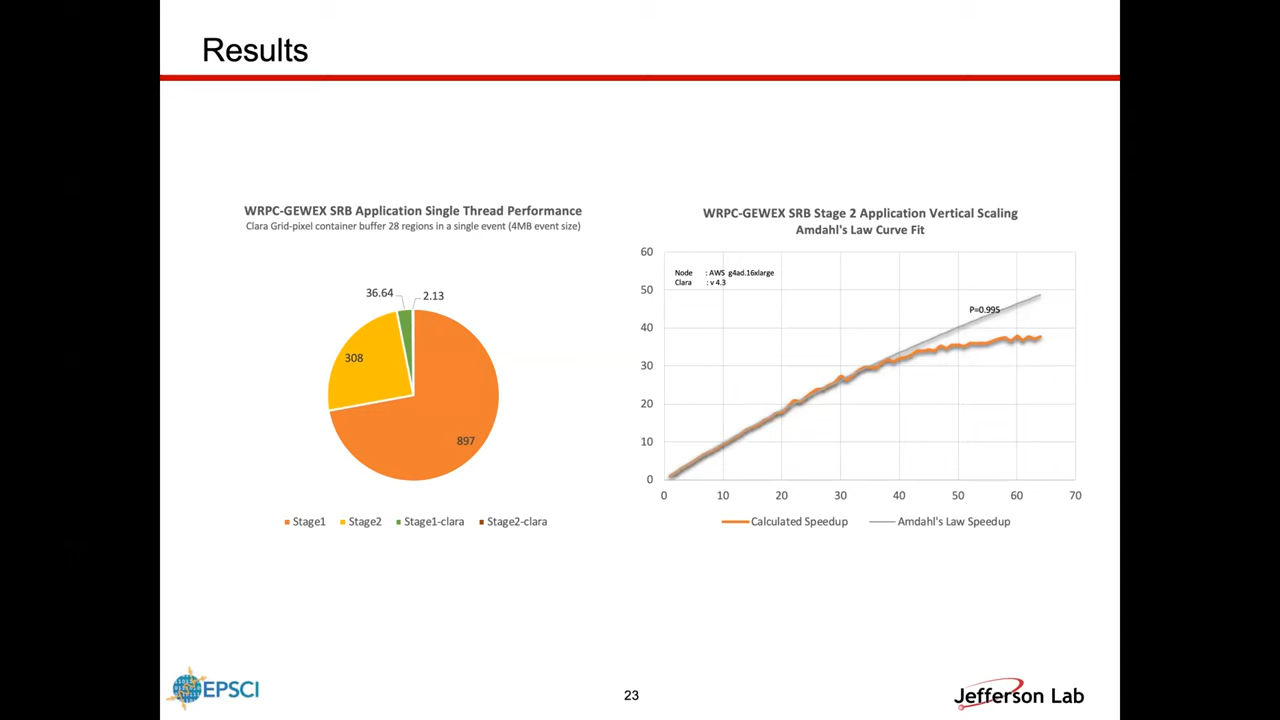 Results
WRPC-GEWEX SRB Application Single Thread Performance
Clara Grid-pixel container buffer 28 regions in a single event (4MB event size)
36.64
2.13
308
897
Stage1 Stage2 Stage1-clara Stage2-clara
WRPC-GEWEX SRB Stage 2 Application Vertical Scaling
Amdahl's Law Curve Fit
60
50
40
30
20
10
0
Node : AWS g4ad.16xlarge
Clara : v 4.3
P=0.995
0 10 20 30 40 50 60 70
Calculated Speedup Amdahl's Law Speedup
EPSCI
23
Jefferson Lab